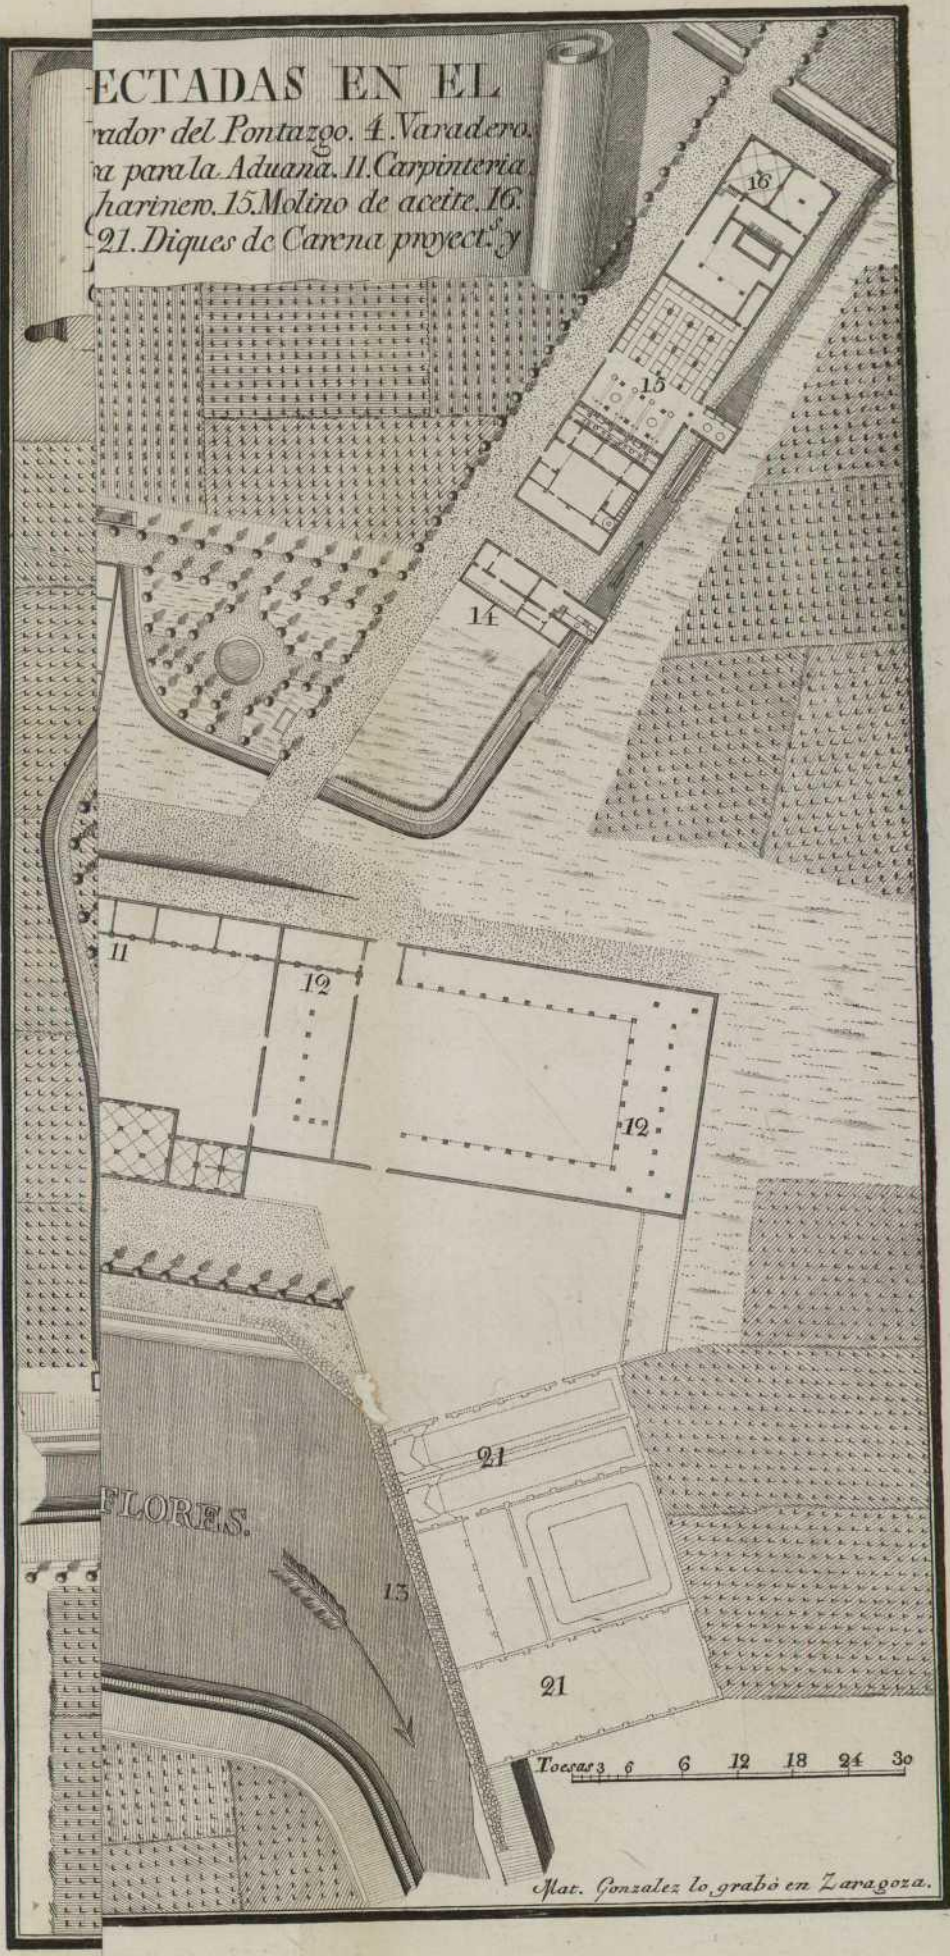 ECTADAS EN EL
rador del Pontazgo. 4. Varadero.
ra para la Aduana. 11. Carpinteria
harinero. 15. Molino de aceite. 16.
21. Diques de Carena proyect.s y
16
15
14
11
12
12
21
FLORES.
13
21
Toesas 3 6 6 12 18 24 30
Mat. Gonzalez lo grabó en Zaragoza.